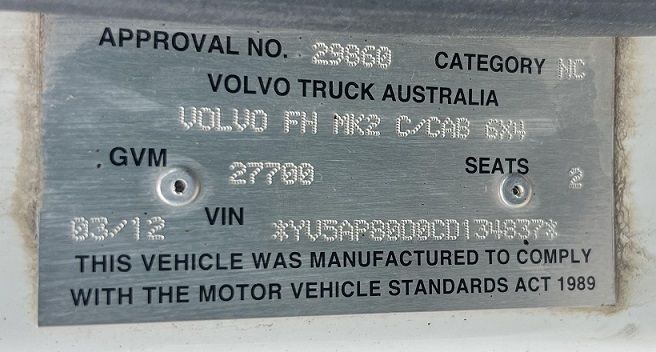 APPROVAL NO. 29860 CATEGORY NC
VOLVO TRUCK AUSTRALIA
VOLVO FH MK2 C/CAB 6X4
GVM 27700 SEATS 2
03/12 VIN *YV5AP80D0CD134837*
THIS VEHICLE WAS MANUFACTURED TO COMPLY
WITH THE MOTOR VEHICLE STANDARDS ACT 1989